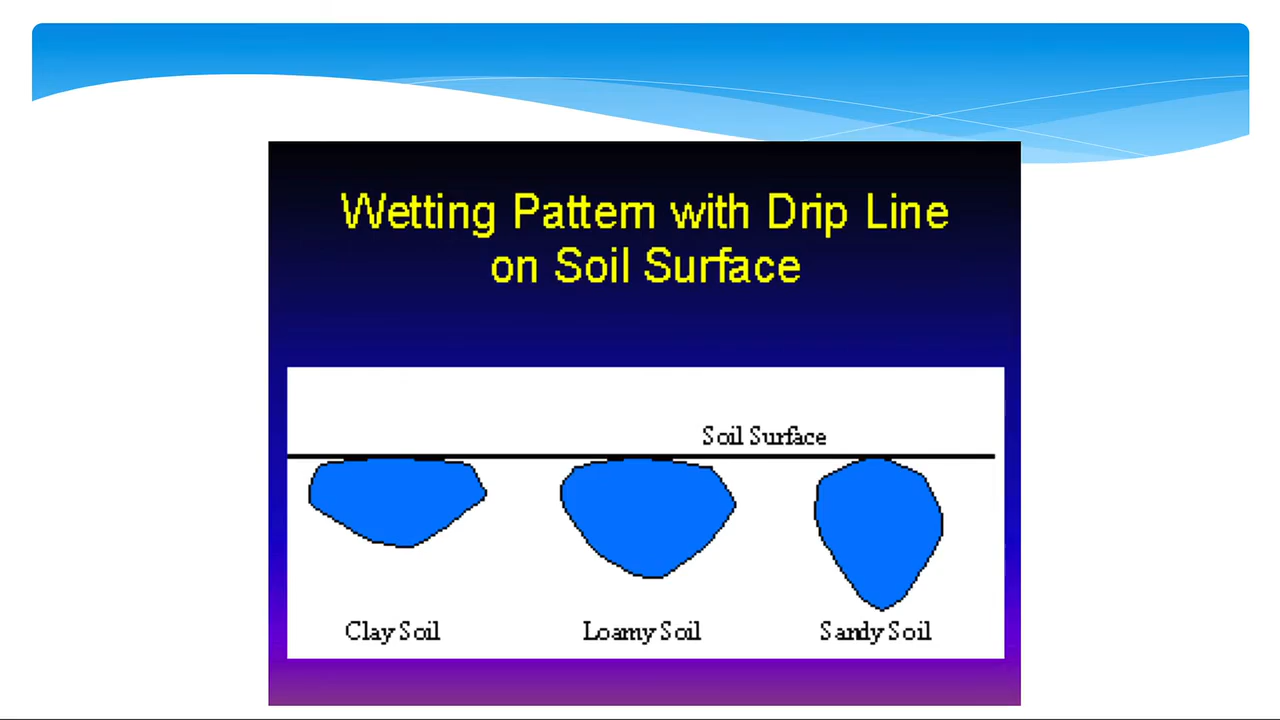 Wetting Pattern with Drip Line
on Soil Surface
Soil Surface
Clay Soil
Loamy Soil
Sandy Soil